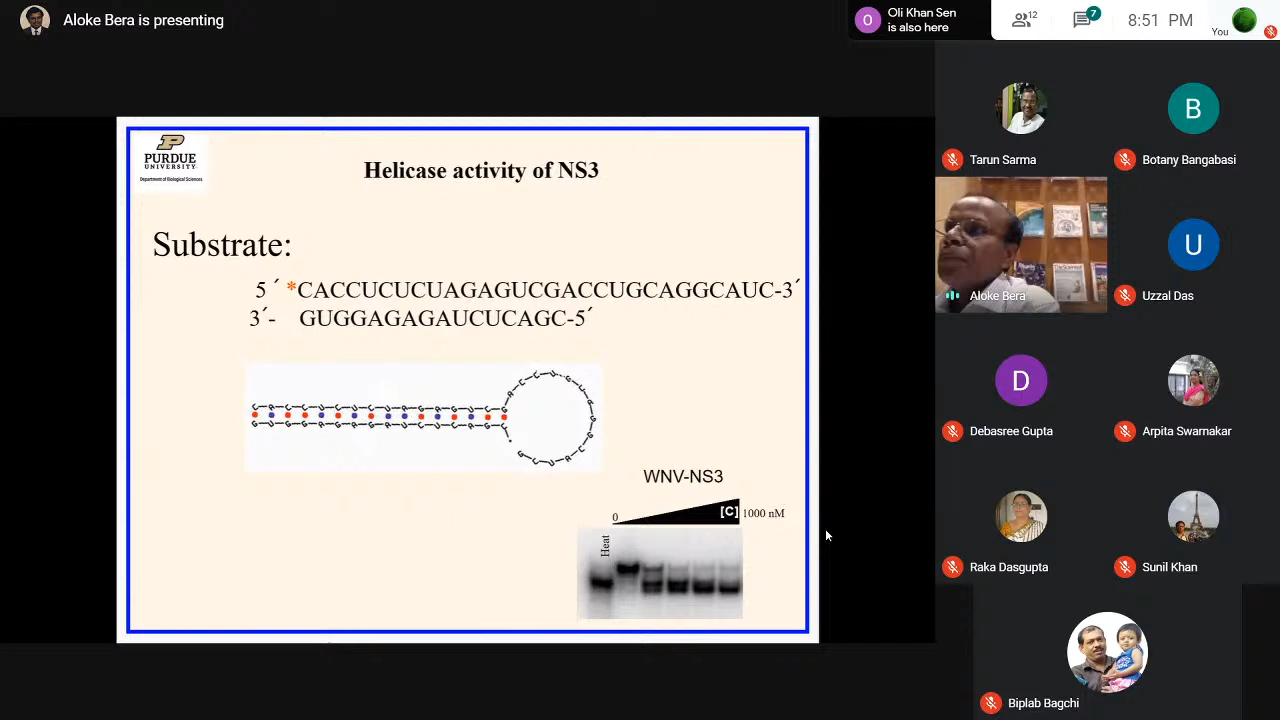 Aloke Bera is presenting
O
Oli Khan Sen
is also here
12
7
8:51 PM
You
P
PURDUE
UNIVERSITY
Department of Biological Sciences
Helicase activity of NS3
Substrate:
5 ´ *CACCUCUCUAGAGUCGACCUGCAGGCAUC-3´
3´- GUGGAGAGAUCUCAGC-5´
WNV-NS3
0
[C]
1000 nM
Heat
Tarun Sarma
B
Botany Bangabasi
Aloke Bera
U
Uzzal Das
D
Debasree Gupta
Arpita Swarnakar
Raka Dasgupta
Sunil Khan
Biplab Bagchi